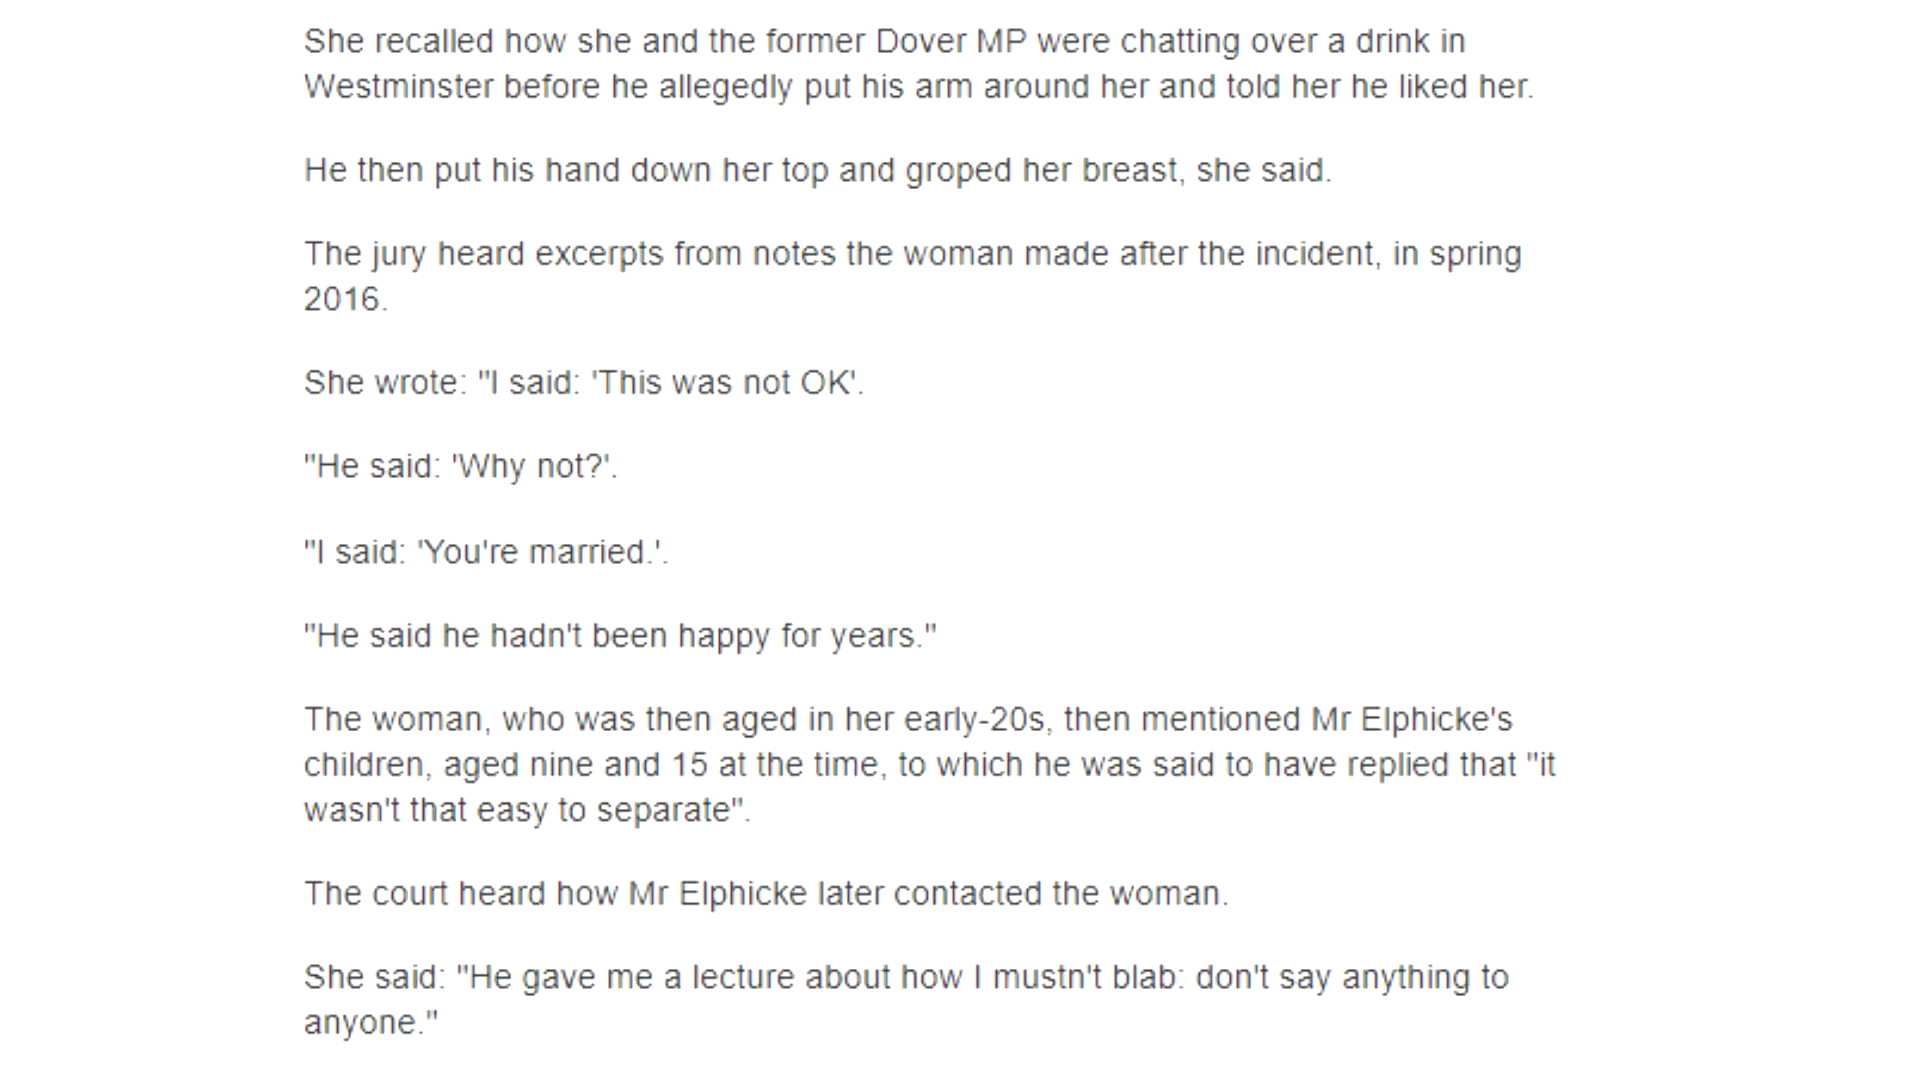 She recalled how she and the former Dover MP were chatting over a drink in
Westminster before he allegedly put his arm around her and told her he liked her.
He then put his hand down her top and groped her breast, she said.
The jury heard excerpts from notes the woman made after the incident, in spring
2016.
She wrote: "I said: 'This was not OK'.
"He said: 'Why not?'.
"I said: 'You're married.'.
"He said he hadn't been happy for years."
The woman, who was then aged in her early-20s, then mentioned Mr Elphicke's
children, aged nine and 15 at the time, to which he was said to have replied that "it
wasn't that easy to separate".
The court heard how Mr Elphicke later contacted the woman.
She said: "He gave me a lecture about how I mustn't blab: don't say anything to
anyone."